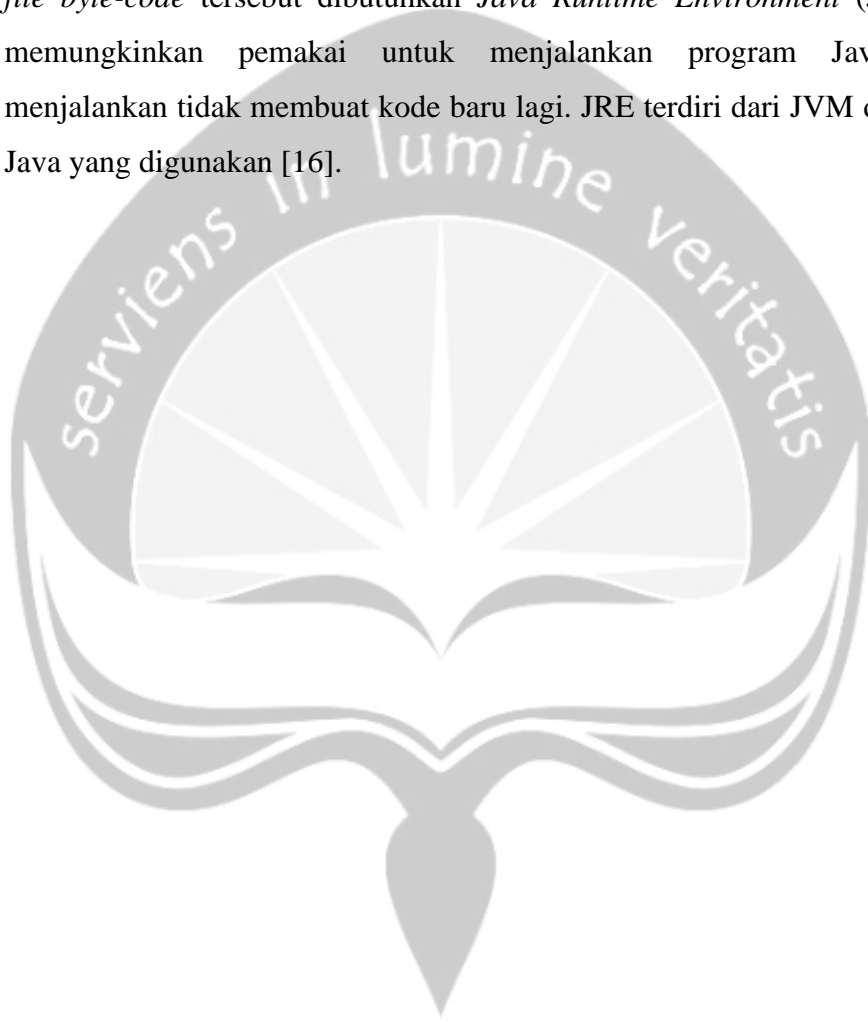 file byte-code tersebut dibutuhkan Java Runtime Environment
memungkinkan pemakai untuk menjalankan program
menjalankan tidak membuat kode baru lagi. JRE terdiri dari JVM
Java yang digunakan [16].
serviens in lumine veritatis